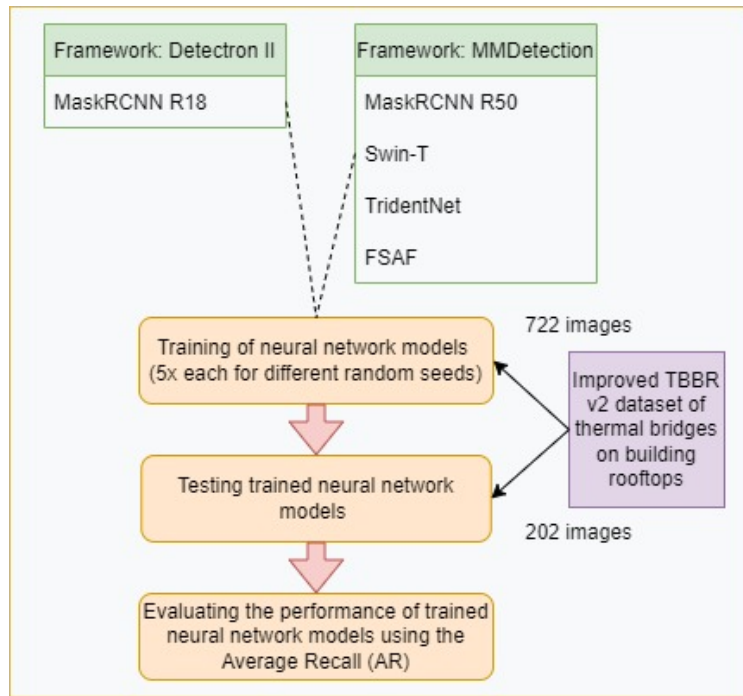 Framework: Detectron II
MaskRCNN R18
Framework: MMDetection
MaskRCNN R50
Swin-T
TridentNet
FSAF
722 images
Training of neural network models
(5x each for different random seeds)
Improved TBBR
v2 dataset of
thermal bridges
on building
rooftops
Testing trained neural network
models
202 images
Evaluating the performance of trained
neural network models using the
Average Recall (AR)